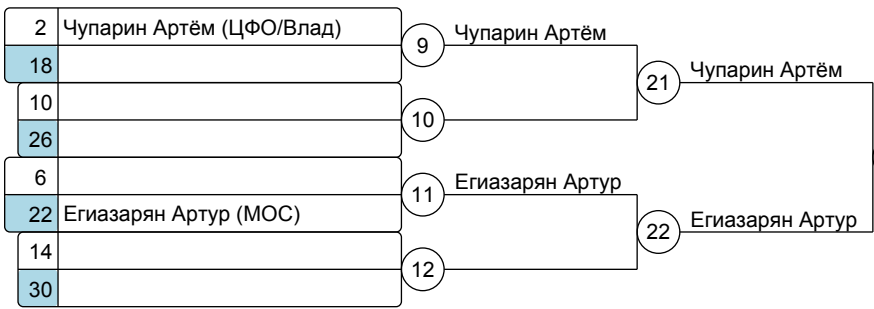 2 Чупарин Артём (ЦФО/Влад)
9 Чупарин Артём
18
21 Чупарин Артём
10
10
26
6
11 Егиазарян Артур
22 Егиазарян Артур (МОС)
22 Егиазарян Артур
14
12
30